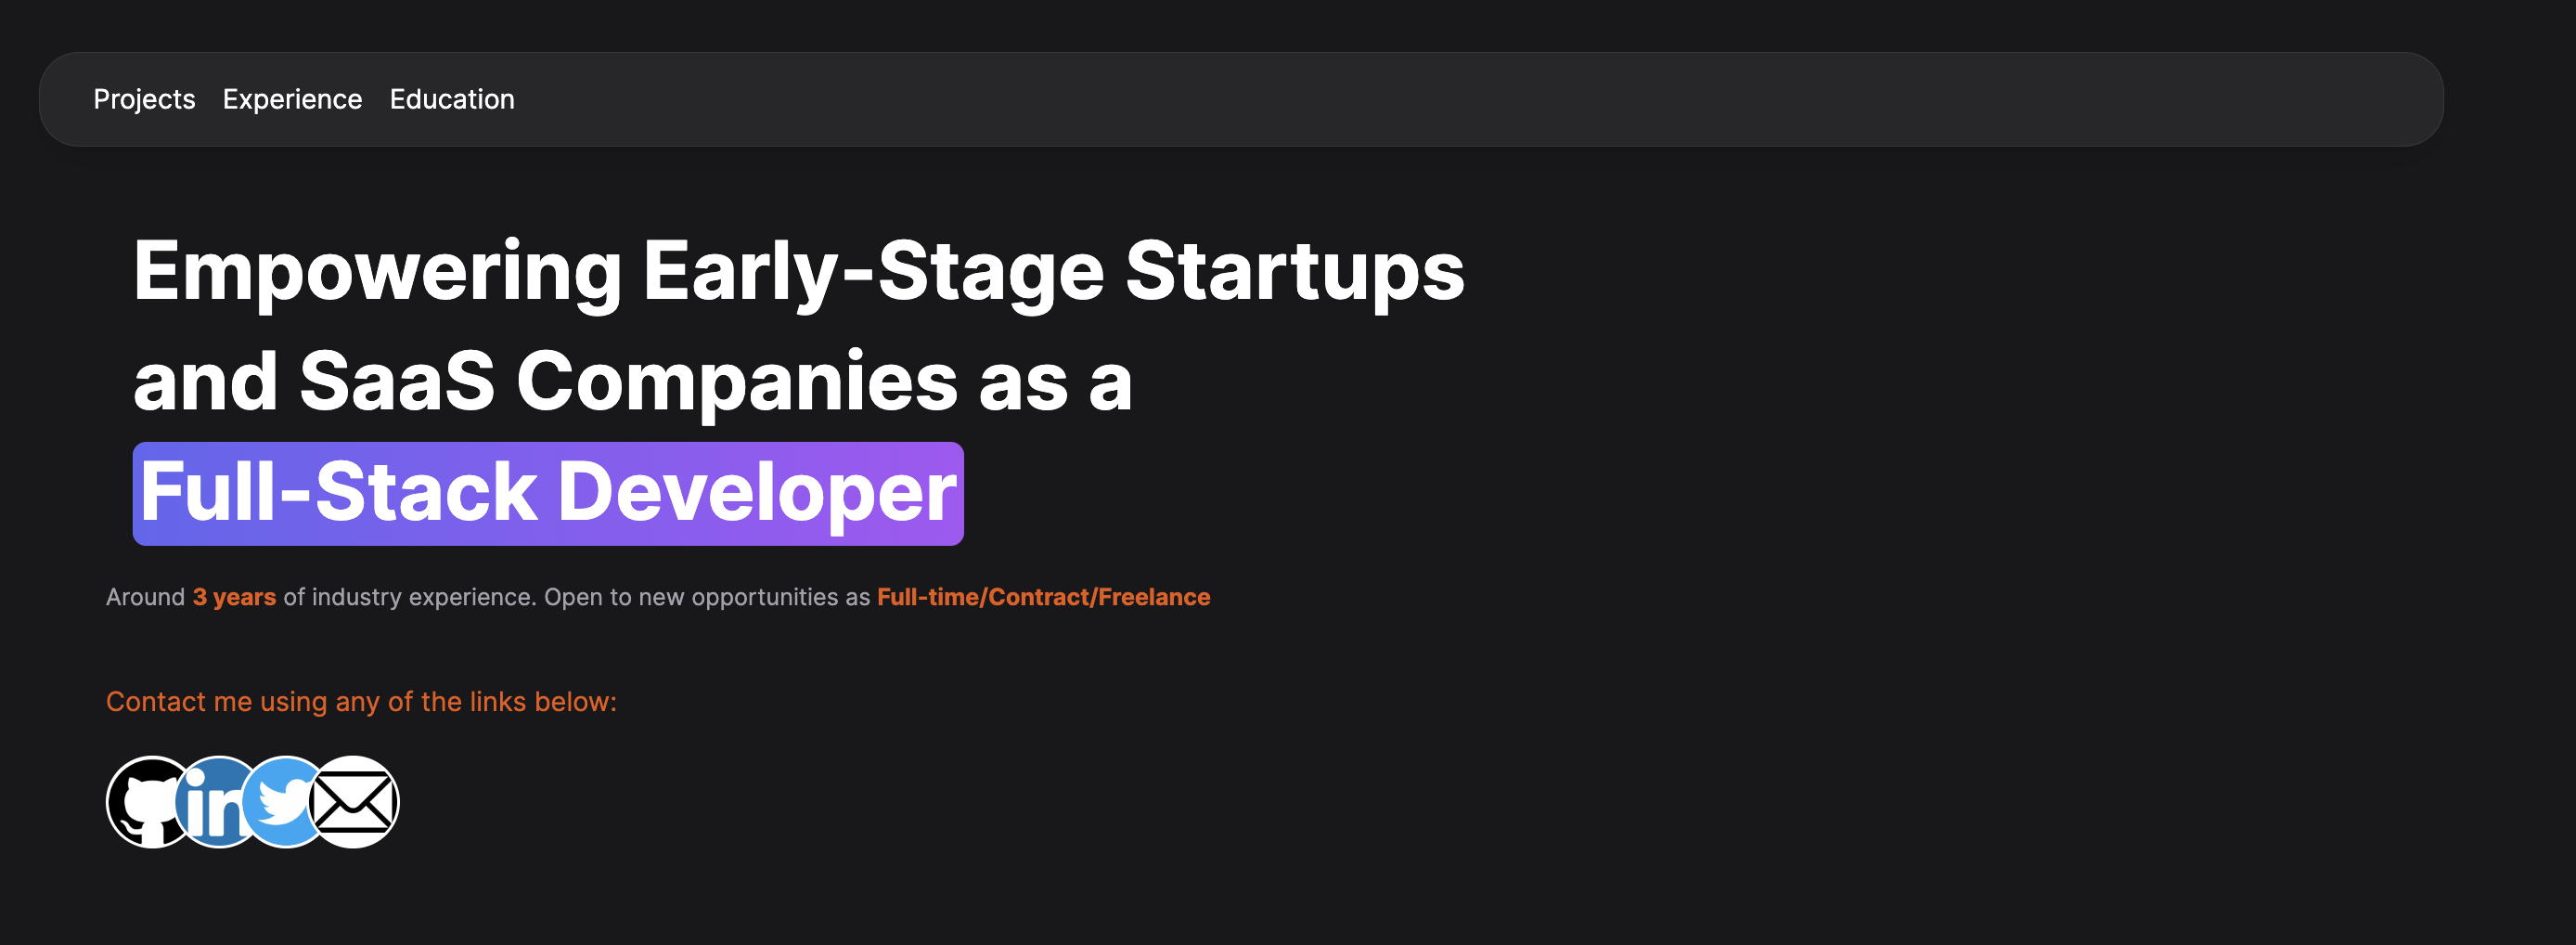 Projects Experience Education
Empowering Early-Stage Startups
and SaaS Companies as a
Full-Stack Developer
Around 3 years of industry experience. Open to new opportunities as Full-time/Contract/Freelance
Contact me using any of the links below:
in